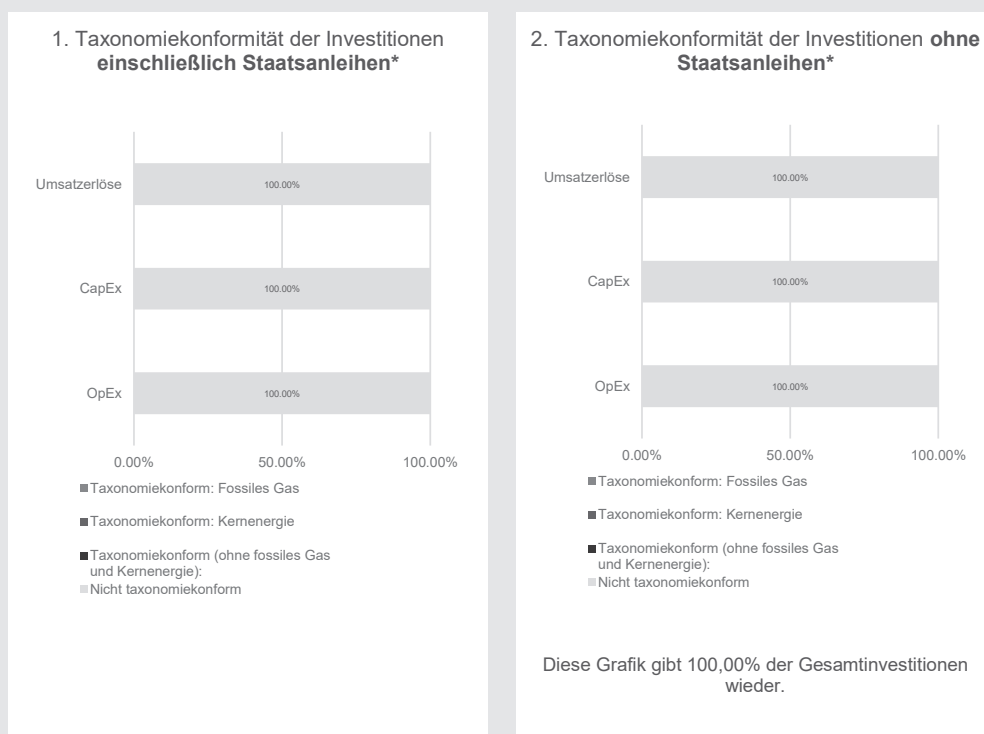 1. Taxonomiekonformität der Investitionen
einschließlich Staatsanleihen*
Umsatzerlöse
100.00%
CapEx
100.00%
OpEx
100.00%
0.00%
50.00%
100.00%
Taxonomiekonform: Fossiles Gas
Taxonomiekonform: Kernenergie
Taxonomiekonform (ohne fossiles Gas
und Kernenergie):
Nicht taxonomiekonform
2. Taxonomiekonformität der Investitionen ohne
Staatsanleihen*
Umsatzerlöse
100.00%
CapEx
100.00%
OpEx
100.00%
0.00%
50.00%
100.00%
Taxonomiekonform: Fossiles Gas
Taxonomiekonform: Kernenergie
Taxonomiekonform (ohne fossiles Gas
und Kernenergie):
Nicht taxonomiekonform
Diese Grafik gibt 100,00% der Gesamtinvestitionen
wieder.